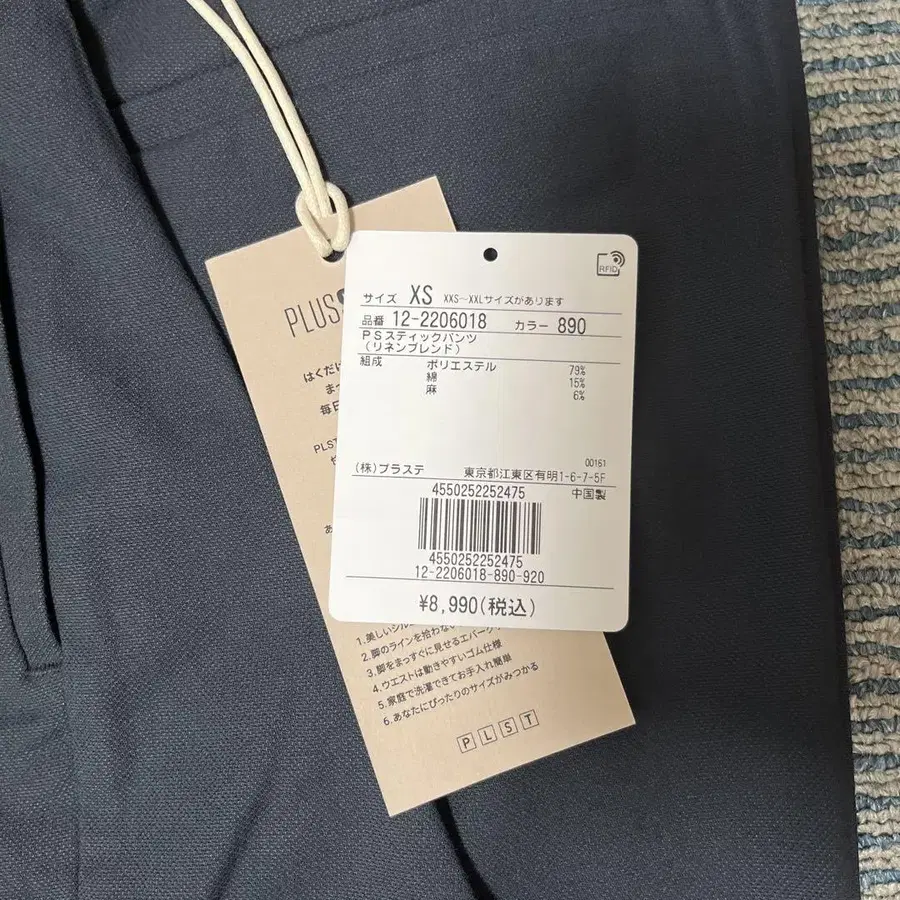 PLUS
はくだけ
まっ
毎日
PLST
あ
RFID
サイズ XS XXS～XXLサイズがあります
品番 12-2206018 カラー 890
PSスティックパンツ
(リネンブレンド)
組成 ポリエステル 79%
綿 15%
麻 6%
00161
(株)プラステ 東京都江東区有明1-6-7-5F
4550252252475 中国製
4550252252475
12-2206018-890-920
¥8,990(税込)
1.美しいシル
2.脚のラインを拾わない
3.脚をまっすぐに見せるエバー
4.ウエストは動きやすいゴム仕様
5.家庭で洗濯できてお手入れ簡単
6.あなたにぴったりのサイズがみつかる
PLST